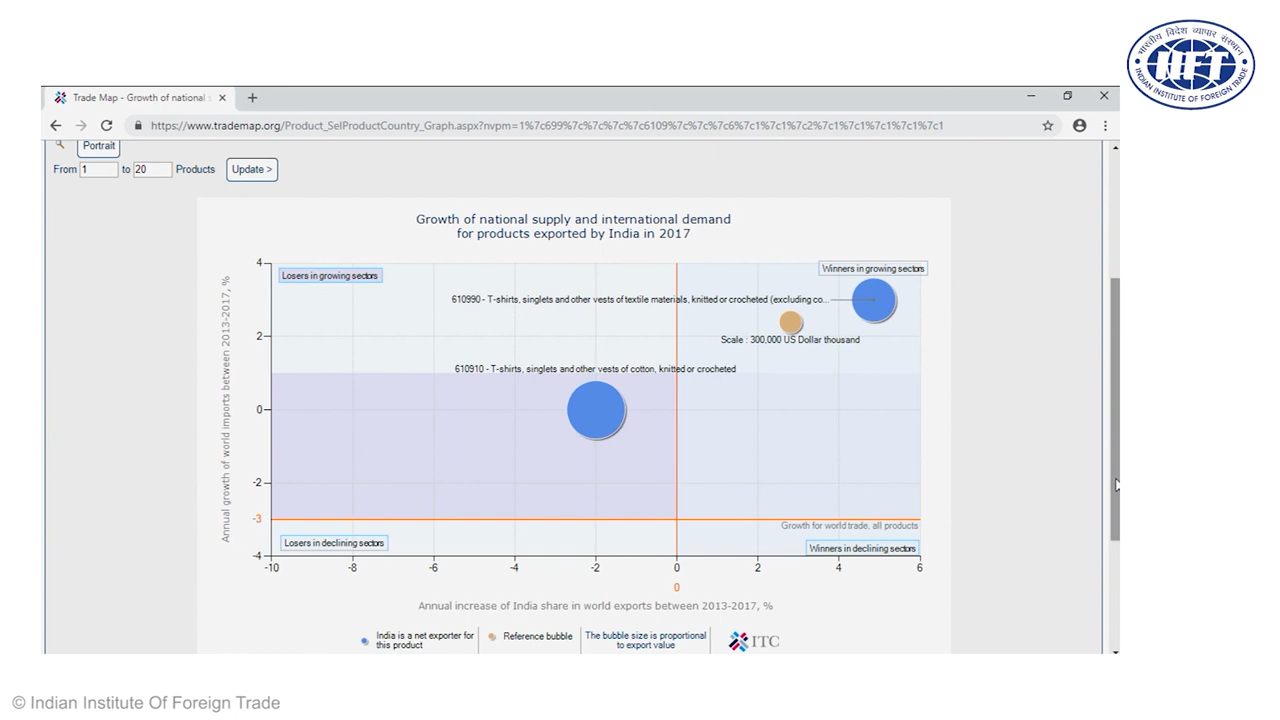 भारतीय विदेश व्यापार संस्थान
IIFT
INDIAN INSTITUTE OF FOREIGN TRADE
Trade Map - Growth of national s
https://www.trademap.org/Product_SelProductCountry_Graph.aspx?nvpm=1%7c699%7c%7c%7c%7c6109%7c%7c%7c6%7c1%7c1%7c2%7c1%7c1%7c1%7c1%7c1
Portrait
From 1 to 20 Products Update >
Growth of national supply and international demand
for products exported by India in 2017
Annual growth of world imports between 2013-2017, %
4
2
0
-2
-3
-4
Losers in growing sectors
Winners in growing sectors
610990 - T-shirts, singlets and other vests of textile materials, knitted or crocheted (excluding co...
Scale : 300,000 US Dollar thousand
610910 - T-shirts, singlets and other vests of cotton, knitted or crocheted
Growth for world trade, all products
Losers in declining sectors
Winners in declining sectors
-10 -8 -6 -4 -2 0 2 4 6
0
Annual increase of India share in world exports between 2013-2017, %
India is a net exporter for
this product
Reference bubble
The bubble size is proportional
to export value
ITC
© Indian Institute Of Foreign Trade